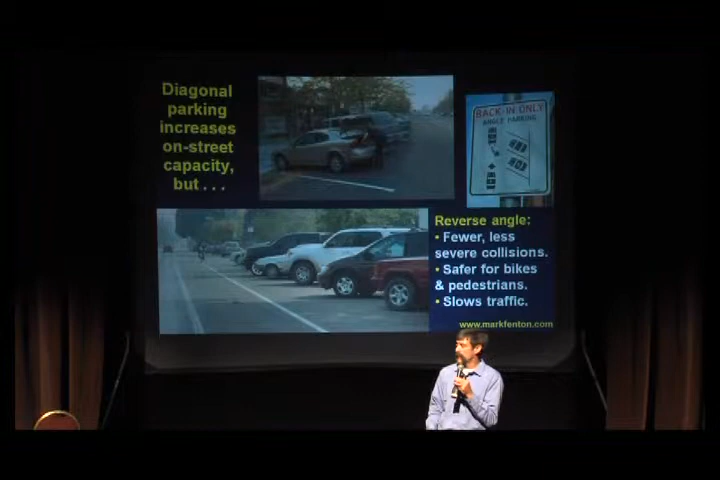 Diagonal
parking
increases
on-street
capacity,
but . . .
BACK-IN ONLY
ANGLE PARKING
Reverse angle:
• Fewer, less
severe collisions.
• Safer for bikes
& pedestrians.
• Slows traffic.
www.markfenton.com